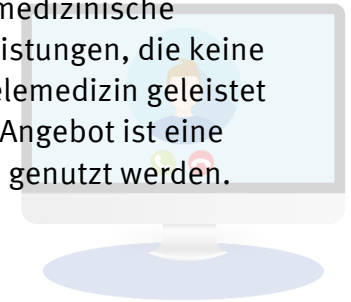 medizinische
istungen, die keine
elemedizin geleistet
Angebot ist eine
genutzt werden.